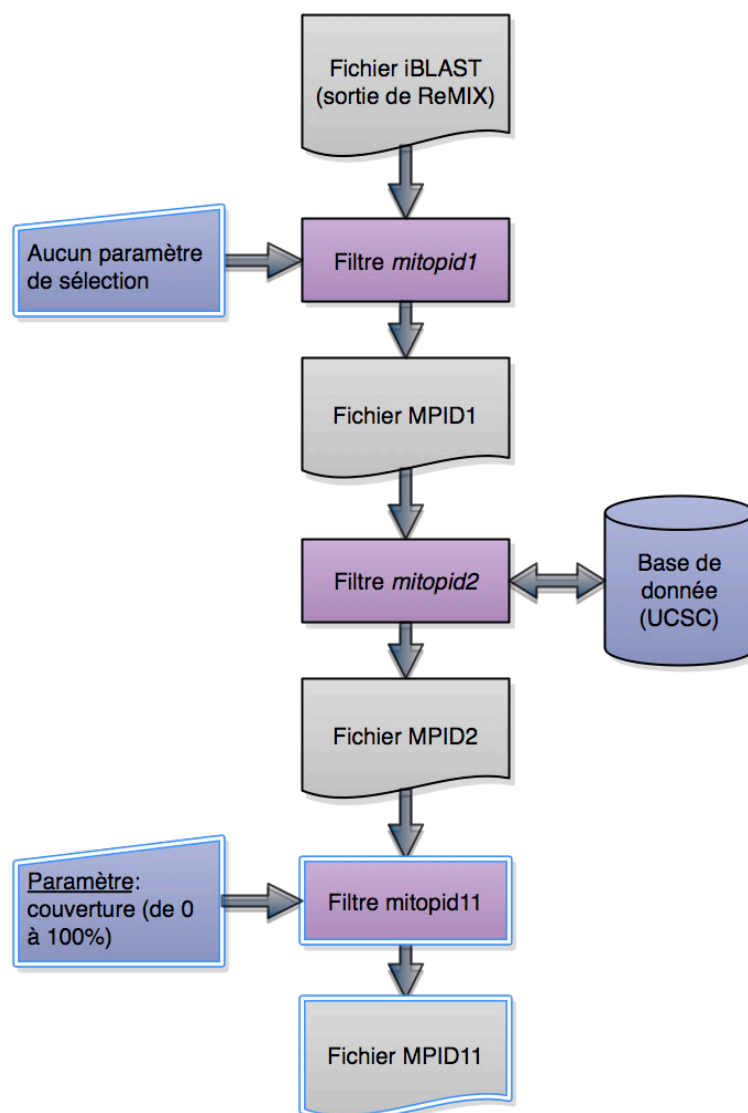 Fichier iBLAST
(sortie de ReMIX)
Aucun paramètre
de sélection
Filtre mitopid1
Fichier MPID1
Filtre mitopid2
Base de
donnée
(UCSC)
Fichier MPID2
Paramètre:
couverture (de 0
à 100%)
Filtre mitopid11
Fichier MPID11